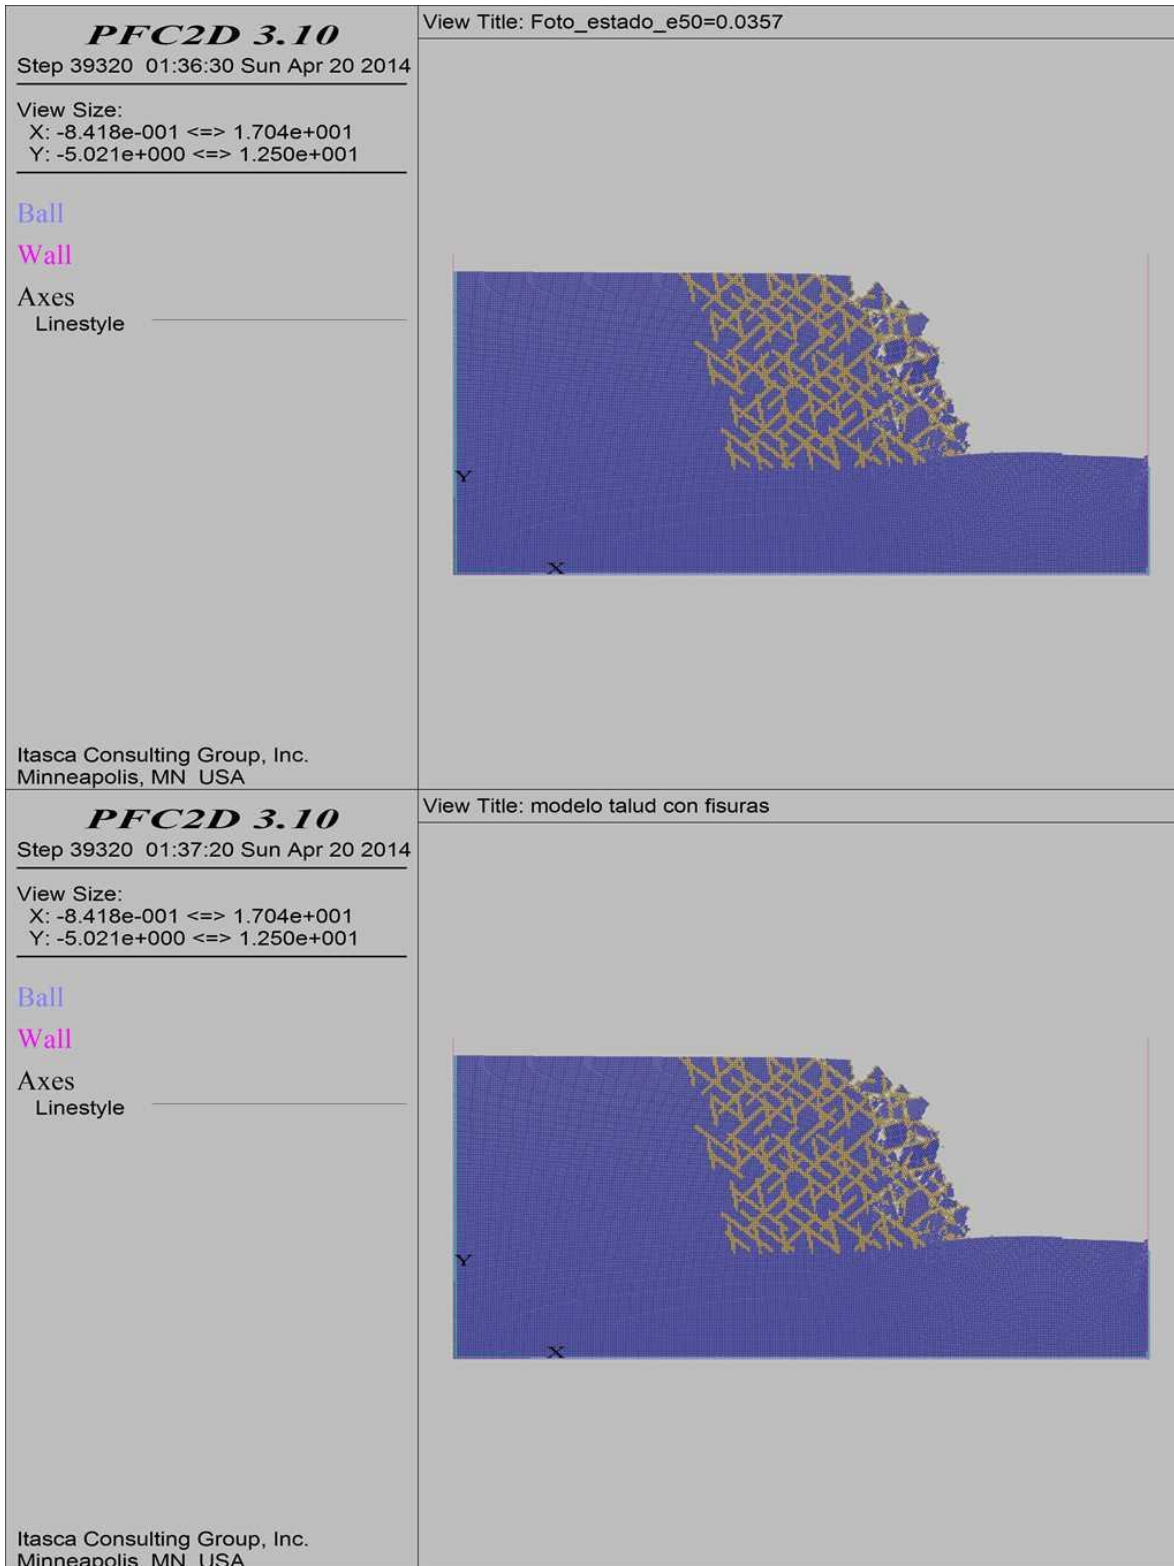 PFC2D 3.10
Step 39320 01:36:30 Sun Apr 20 2014
View Size:
X: -8.418e-001 <=> 1.704e+001
Y: -5.021e+000 <=> 1.250e+001
Ball
Wall
Axes
Linestyle
Itasca Consulting Group, Inc.
Minneapolis, MN USA
View Title: Foto_estado_e50=0.0357
Y
X
PFC2D 3.10
Step 39320 01:37:20 Sun Apr 20 2014
View Size:
X: -8.418e-001 <=> 1.704e+001
Y: -5.021e+000 <=> 1.250e+001
Ball
Wall
Axes
Linestyle
Itasca Consulting Group, Inc.
Minneapolis, MN USA
View Title: modelo talud con fisuras
Y
X